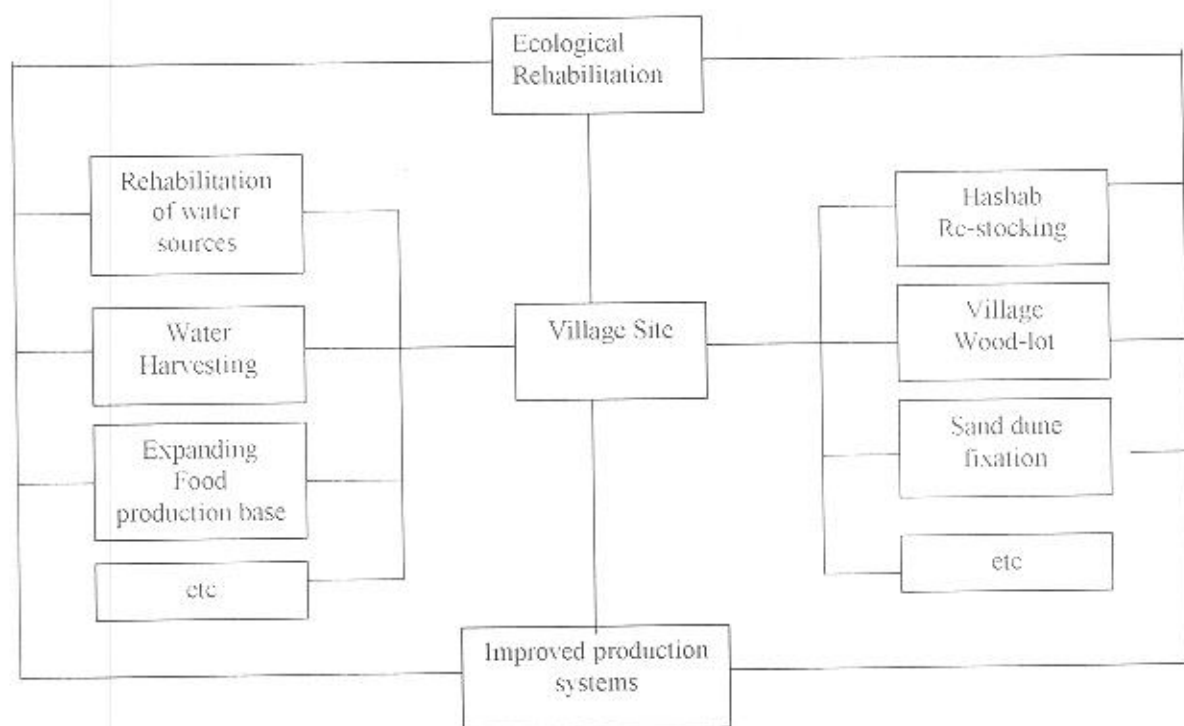 Ecological
Rehabilitation
Rehabilitation
of water
sources
Hashab
Re-stocking
Water
Harvesting
Village Site
Village
Wood-lot
Expanding
Food
production base
Sand dune
fixation
etc
etc
Improved production
systems